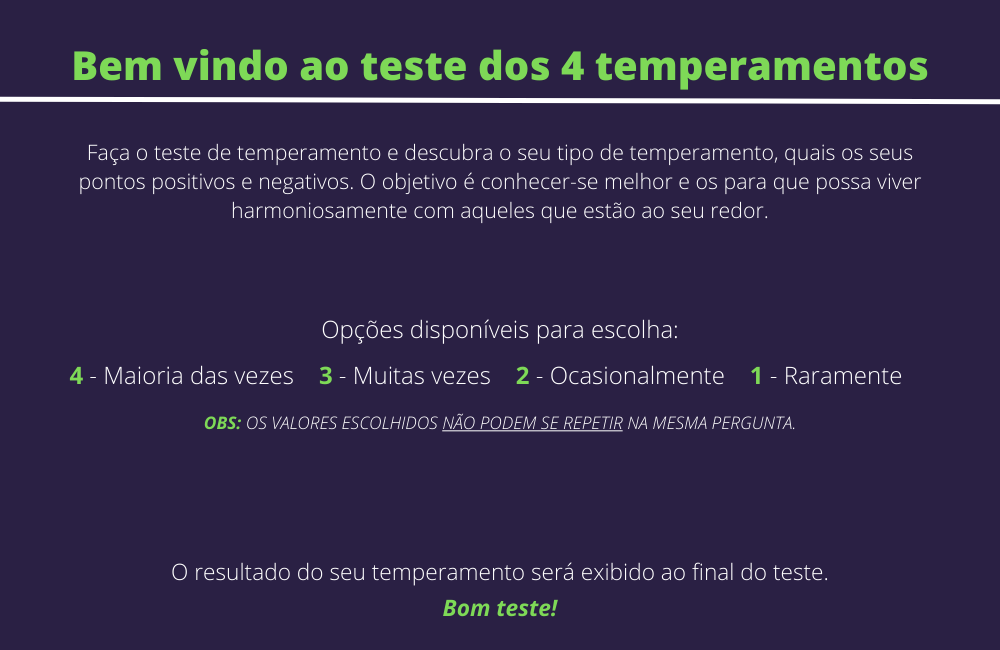 Bem vindo ao teste dos 4 temperamentos
Faça o teste de temperamento e descubra o seu tipo de temperamento, quais os seus
pontos positivos e negativos. O objetivo é conhecer-se melhor e os para que possa viver
harmoniosamente com aqueles que estão ao seu redor.
Opções disponíveis para escolha:
4 - Maioria das vezes 3 - Muitas vezes 2 - Ocasionalmente 1 - Raramente
OBS: OS VALORES ESCOLHIDOS NÃO PODEM SE REPETIR NA MESMA PERGUNTA.
O resultado do seu temperamento será exibido ao final do teste.
Bom teste!